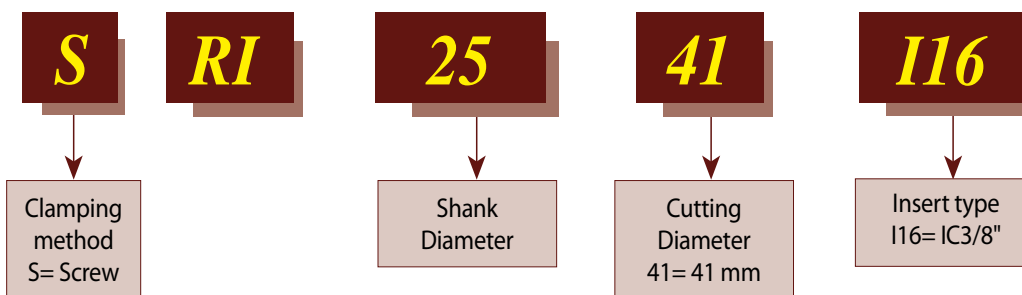 S RI 25 41 I16
Clamping
method
S= Screw
Shank
Diameter
Cutting
Diameter
41= 41 mm
Insert type
I16= IC3/8"